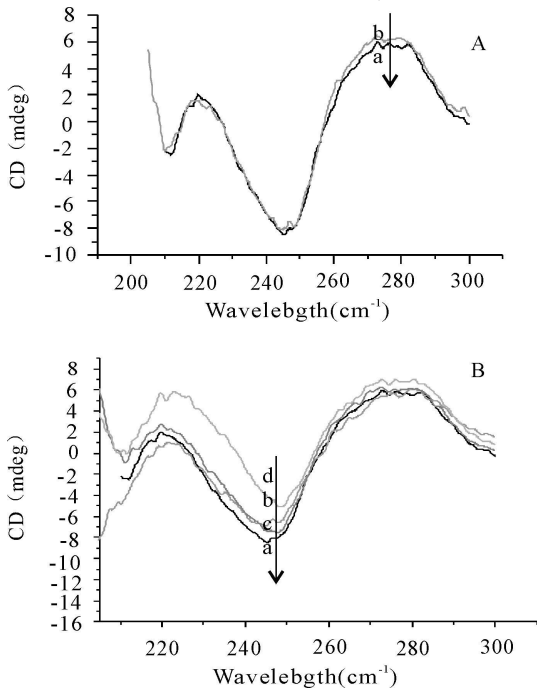 8
6
4
2
0
-2
-4
-6
-8
-10
CD (mdeg)
A
b
a
200 220 240 260 280 300
Wavelebgth(cm-1)
8
6
4
2
0
-2
-4
-6
-8
-10
-12
-14
-16
CD (mdeg)
B
d
b
c
a
220 240 260 280 300
Wavelebgth(cm-1)